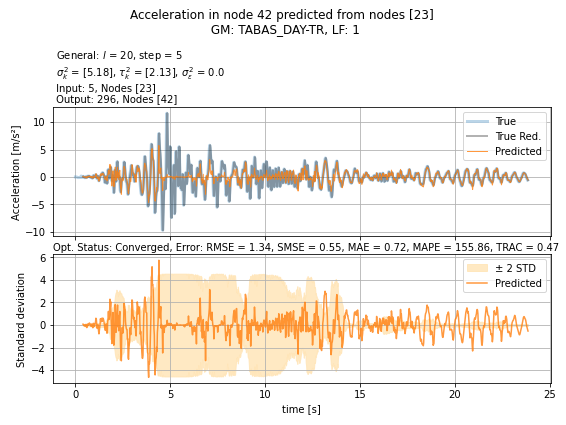 Acceleration in node 42 predicted from nodes [23]
GM: TABAS_DAY-TR, LF: 1
General: l = 20, step = 5
σ²ₖ = [5.18], τ²ₖ = [2.13], σ²ε = 0.0
Input: 5, Nodes [23]
Output: 296, Nodes [42]
Acceleration [m/s²]
10
5
0
−5
−10
True
True Red.
Predicted
Opt. Status: Converged, Error: RMSE = 1.34, SMSE = 0.55, MAE = 0.72, MAPE = 155.86, TRAC = 0.47
Standard deviation
6
4
2
0
−2
−4
± 2 STD
Predicted
0 5 10 15 20 25
time [s]